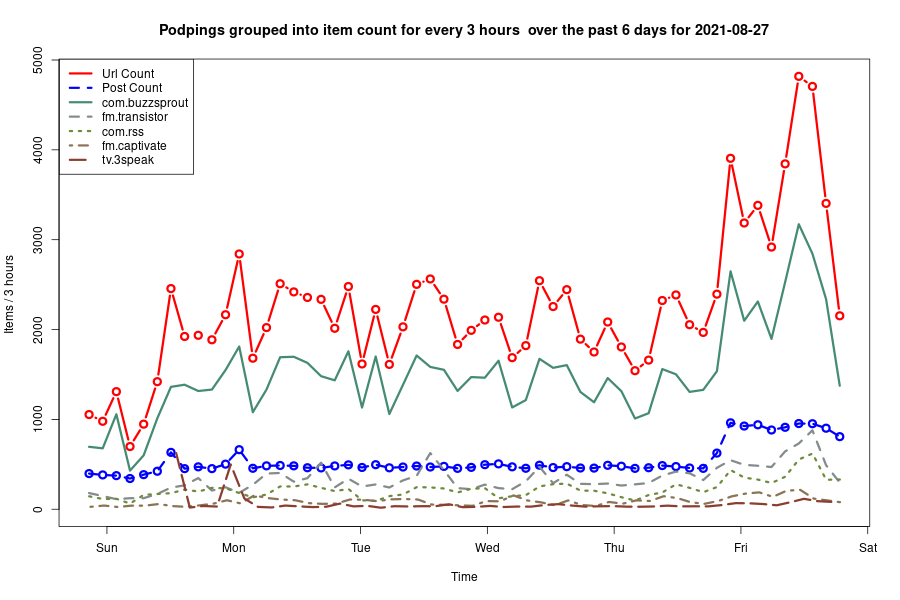 Podpings grouped into item count for every 3 hours  over the past 6 days for 2021-08-27
Url Count
Post Count
com.buzzsprout
fm.transistor
com.rss
fm.captivate
tv.3speak
Items / 3 hours
5000
4000
3000
2000
1000
0
Sun Mon Tue Wed Thu Fri Sat
Time